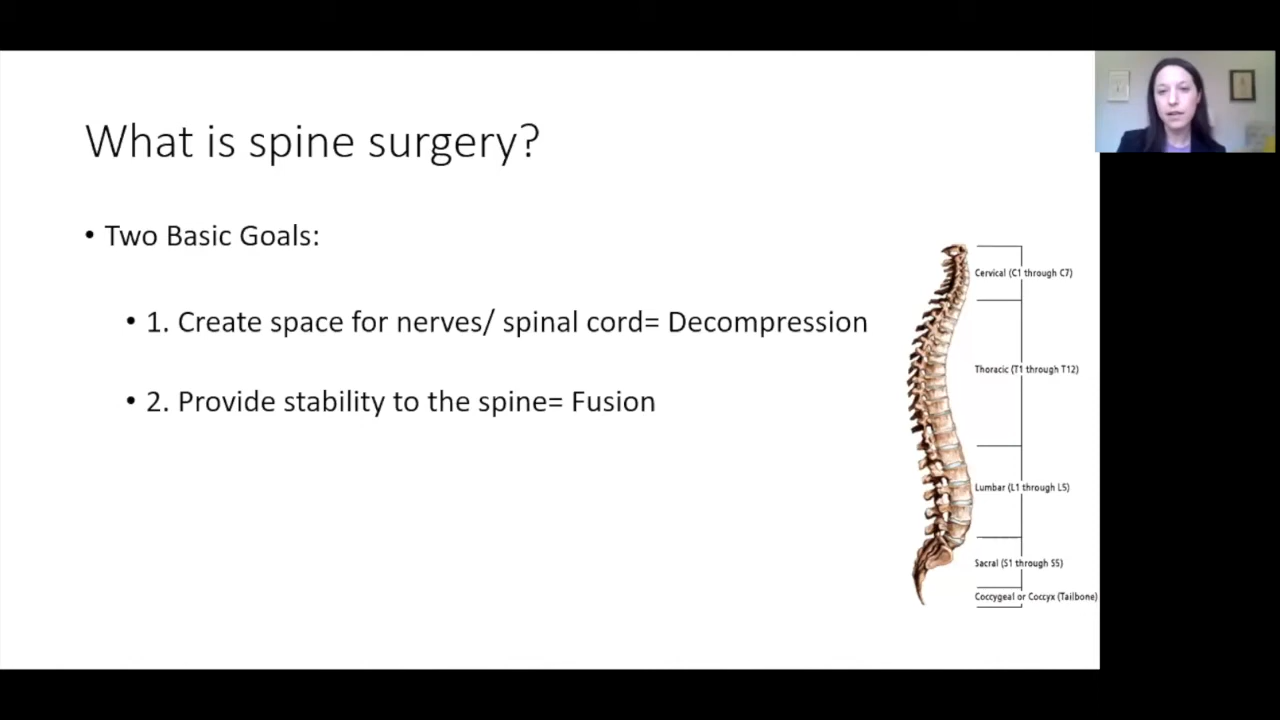 What is spine surgery?
• Two Basic Goals:
• 1. Create space for nerves/ spinal cord= Decompression
• 2. Provide stability to the spine= Fusion
Cervical (C1 through C7)
Thoracic (T1 through T12)
Lumbar (L1 through L5)
Sacral (S1 through S5)
Coccygeal or Coccyx (Tailbone)